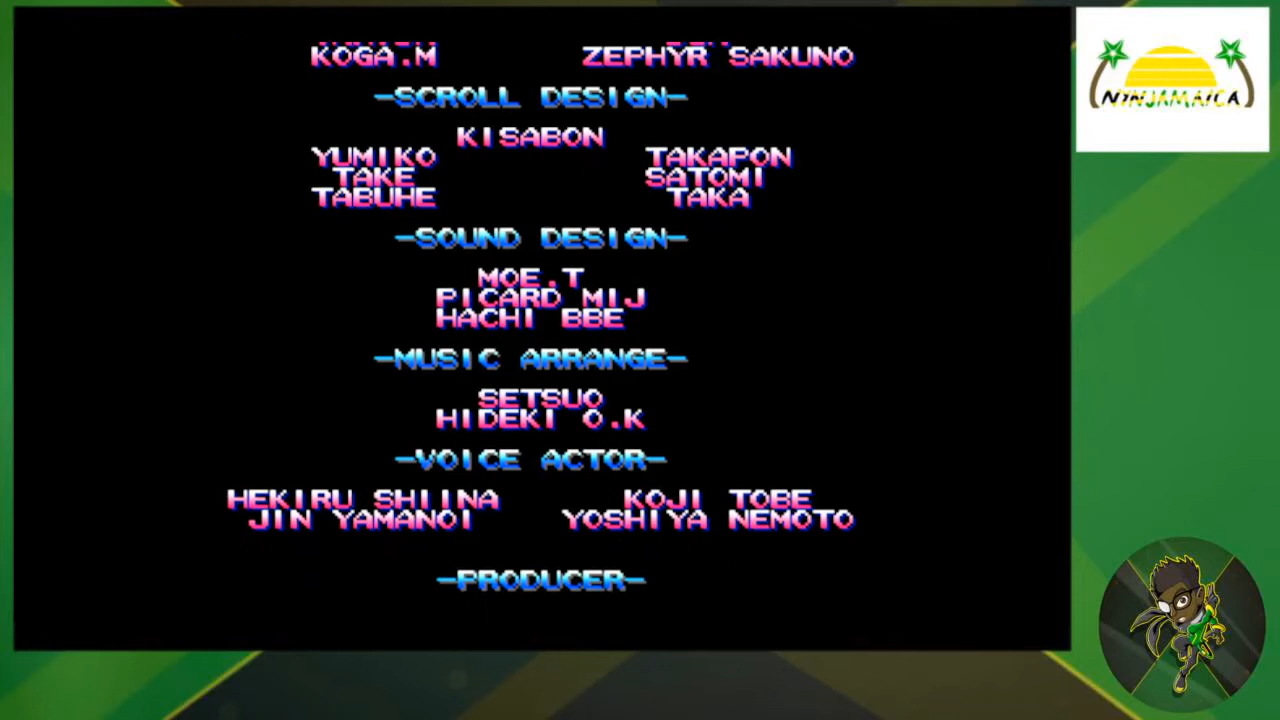 KOGA.M ZEPHYR SAKUNO
-SCROLL DESIGN-
KISABON
YUMIKO TAKAPON
TAKE SATOMI
TABUHE TAKA
-SOUND DESIGN-
MOE.T
PICARD MIJ
HACHI BBE
-MUSIC ARRANGE-
SETSUO
HIDEKI O.K
-VOICE ACTOR-
HEKIRU SHIINA KOJI TOBE
JIN YAMANOI YOSHIYA NEMOTO
-PRODUCER-
NINJAMAICA